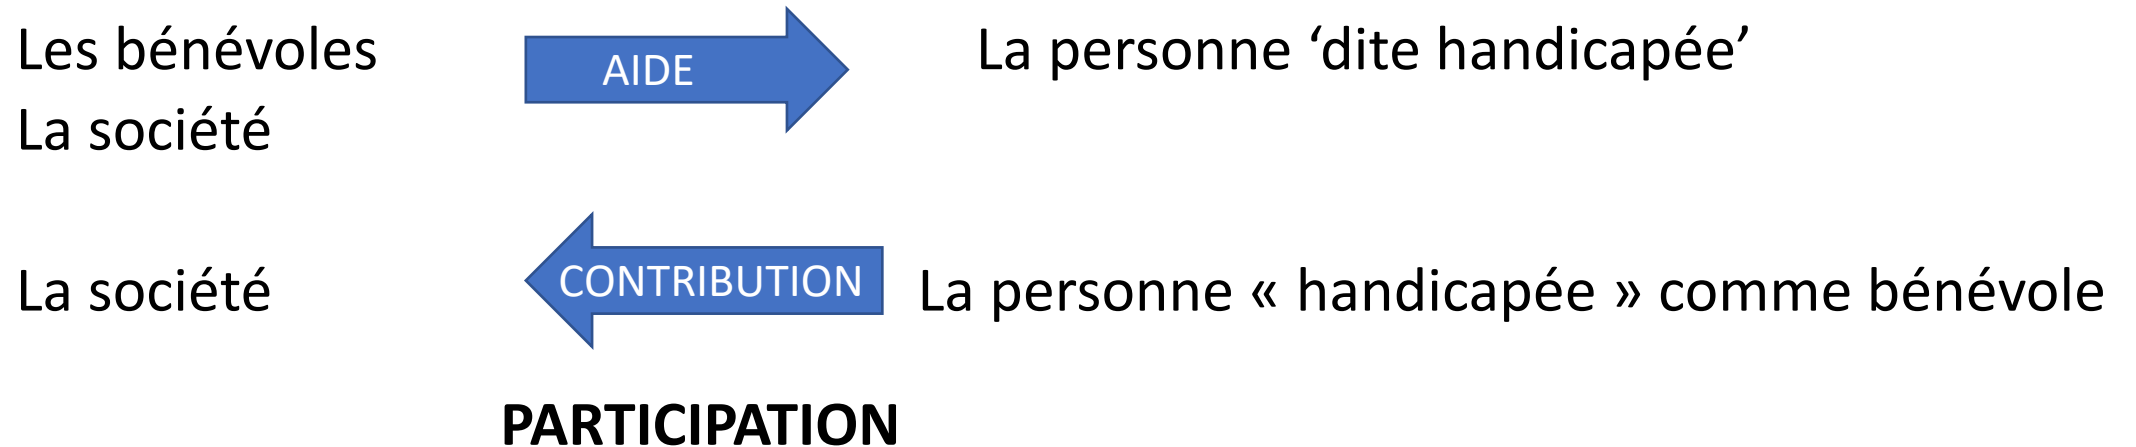 Les bénévoles
AIDE
La personne ‘dite handicapée’
La société
La société
CONTRIBUTION
La personne « handicapée » comme bénévole
PARTICIPATION